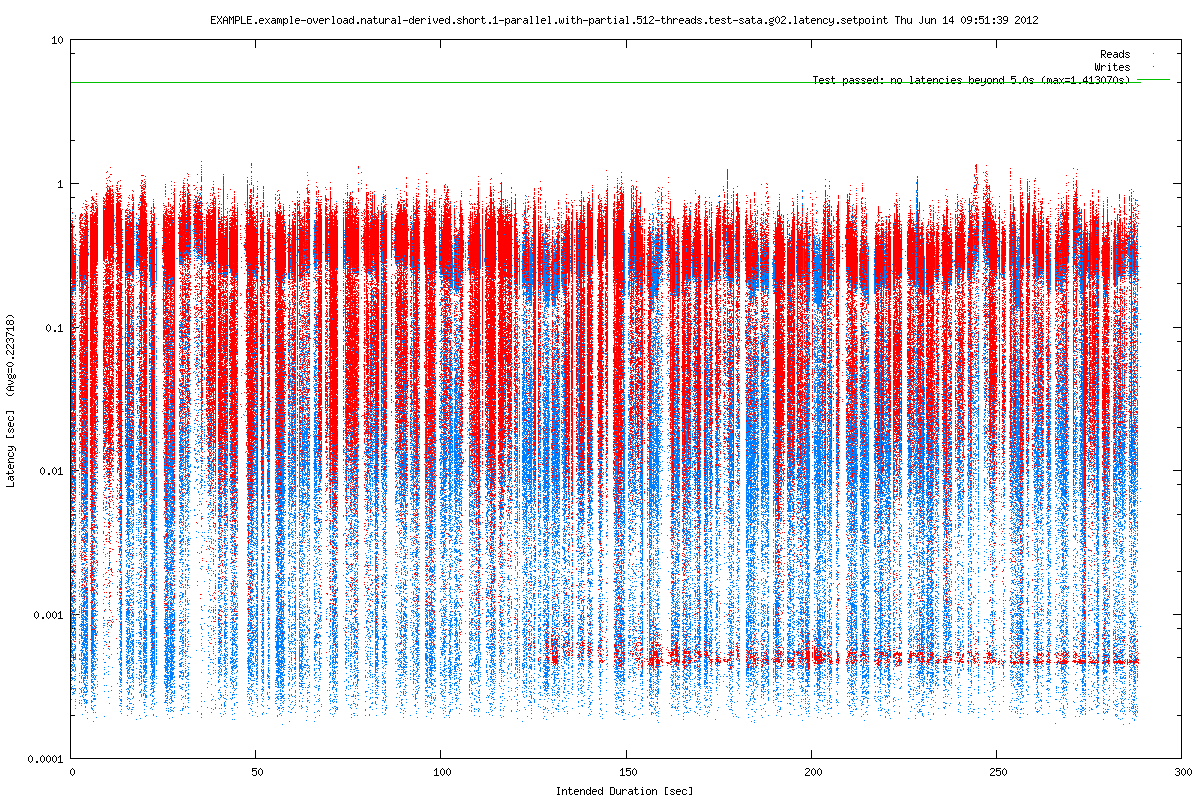 EXAMPLE.example-overload.natural-derived.short.1-parallel.with-partial.512-threads.test-sata.g02.latency.setpoint Thu Jun 14 09:51:39 2012
10
Reads
Writes
Test passed: no latencies beyond 5.0s (max=1.413070s)
1
0.1
Latency [sec] (Avg=0.223718)
0.01
0.001
0.0001
0 50 100 150 200 250 300
Intended Duration [sec]